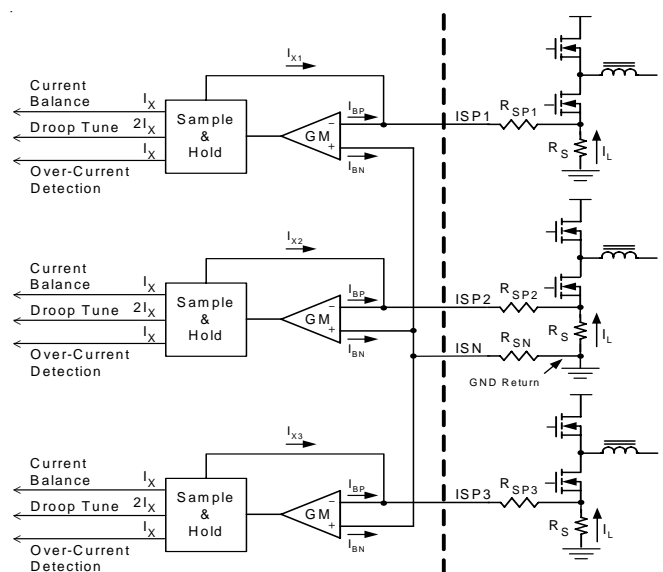 I_X1
Current
Balance
I_X
Droop Tune 2I_X
I_X
Over-Current
Detection
Sample
&
Hold
GM
−
+
I_BP
I_BN
ISP1
R_SP1
R_S
I_L
I_X2
Current
Balance
I_X
Droop Tune 2I_X
I_X
Over-Current
Detection
Sample
&
Hold
GM
−
+
I_BP
I_BN
ISP2
R_SP2
R_S
I_L
ISN
R_SN
GND Return
I_X3
Current
Balance
I_X
Droop Tune 2I_X
I_X
Over-Current
Detection
Sample
&
Hold
GM
−
+
I_BP
I_BN
ISP3
R_SP3
R_S
I_L